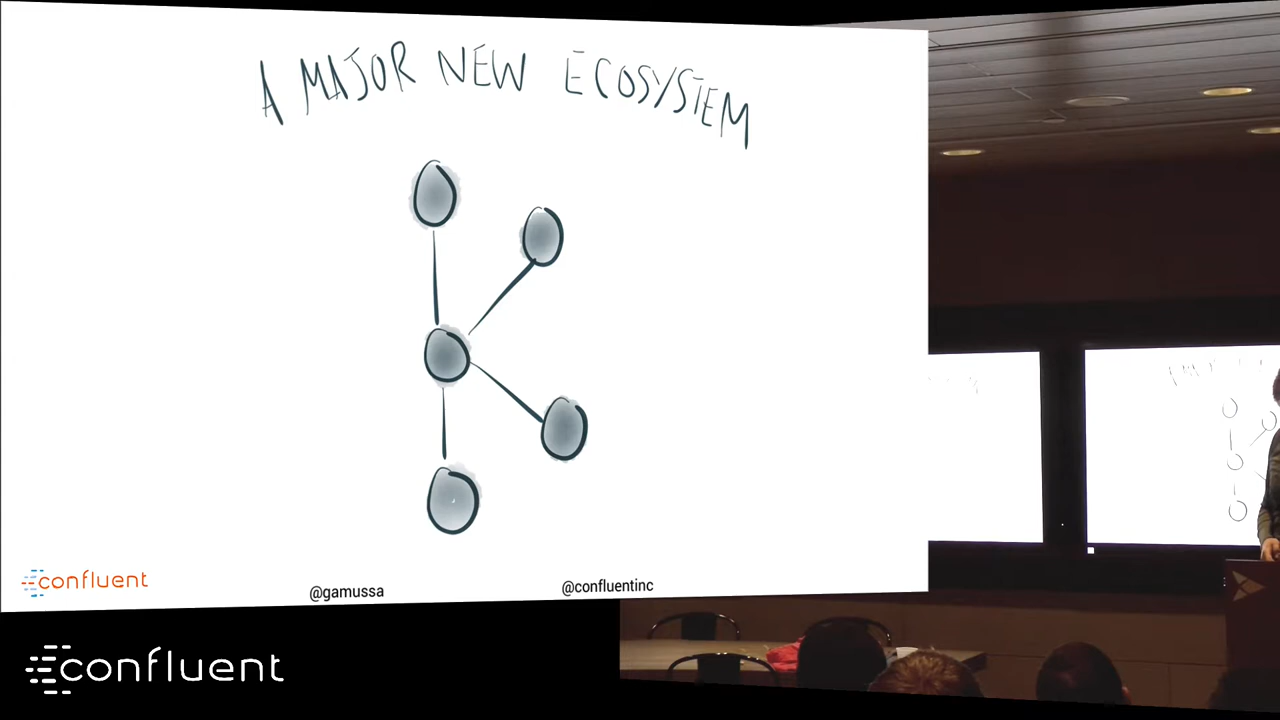 A MAJOR NEW ECOSYSTEM
confluent
@gamussa
@confluentinc
confluent